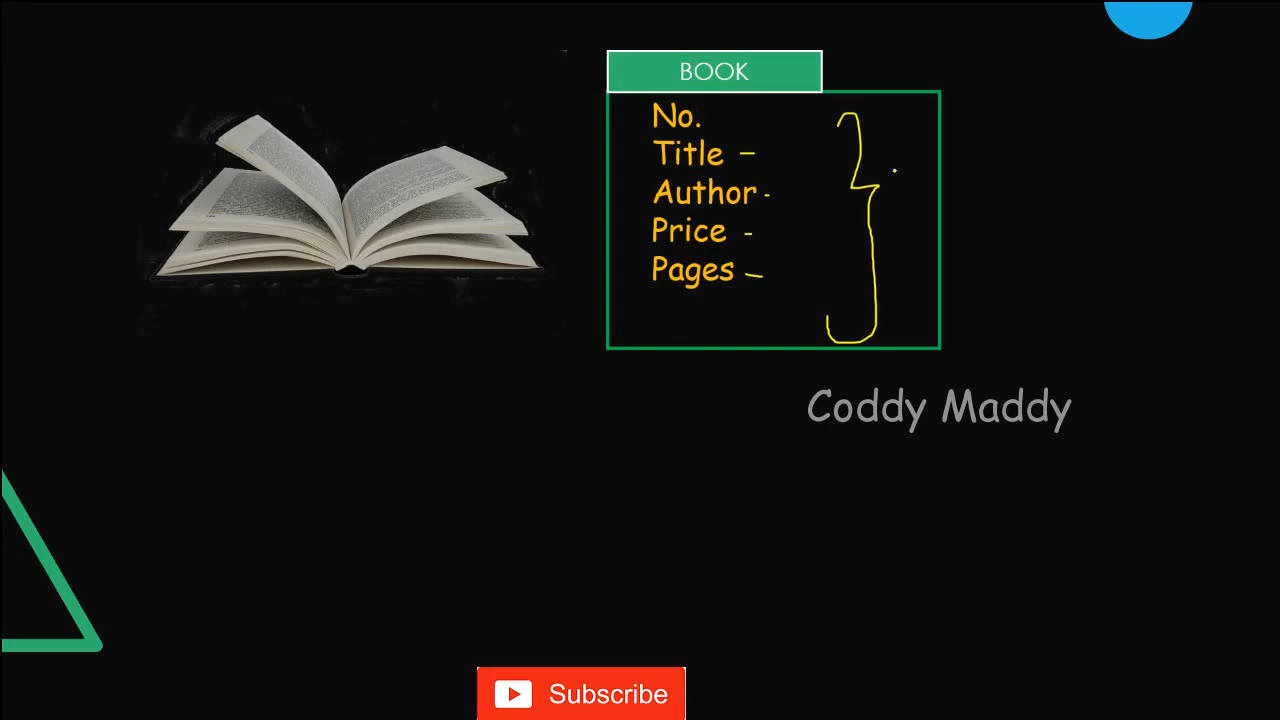 BOOK
No.
Title -
Author -
Price -
Pages -
Coddy Maddy
Subscribe